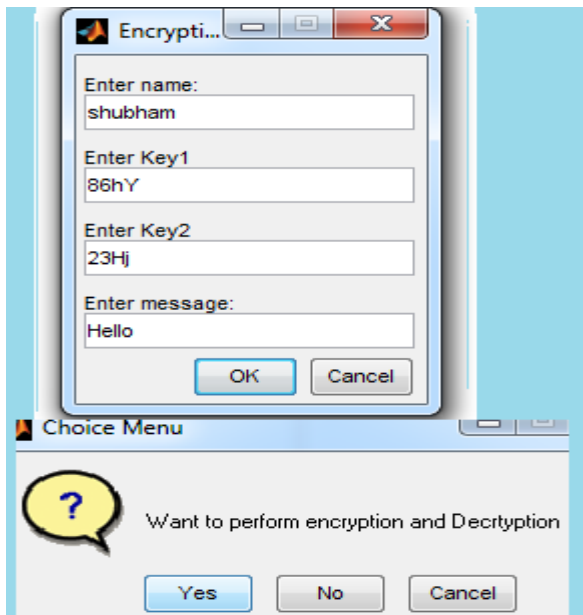 Encrypti...
Enter name:
shubham
Enter Key1
86hY
Enter Key2
23Hj
Enter message:
Hello
OK Cancel
Choice Menu
?
Want to perform encryption and Decrtyption
Yes No Cancel